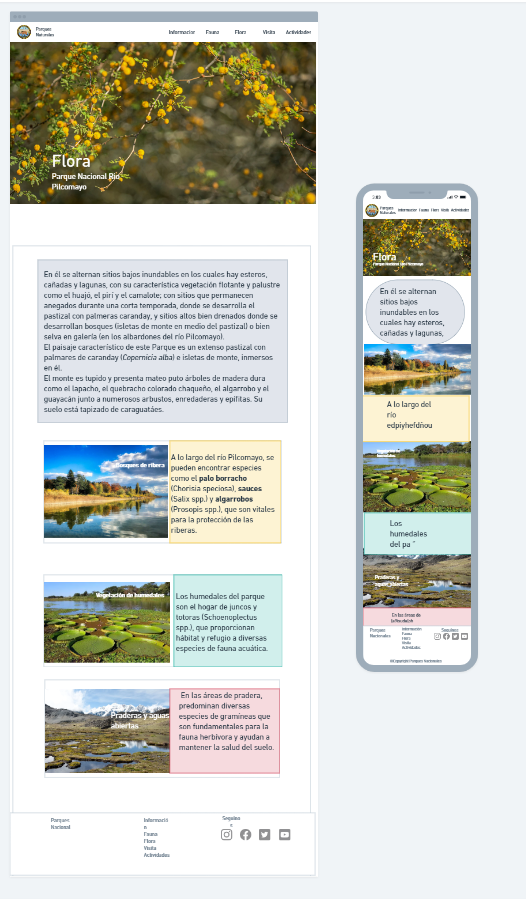 Parques
Naturales
Informacior Fauna Flora Visita Actividades
Flora
Parque Nacional Río
Pilcomayo
En él se alternan sitios bajos inundables en los cuales hay esteros,
cañadas y lagunas, con su característica vegetación flotante y palustre
como el huajó, el pirí y el camalote; con sitios que permanecen
anegados durante una corta temporada, donde se desarrolla el
pastizal con palmeras caranday, y sitios altos bien drenados donde se
desarrollan bosques (isletas de monte en medio del pastizal) o bien
selva en galería (en los albardones del río Pilcomayo).
El paisaje característico de este Parque es un extenso pastizal con
palmares de caranday (Copernicia alba) e isletas de monte, inmersos
en él.
El monte es tupido y presenta mateo puto árboles de madera dura
como el lapacho, el quebracho colorado chaqueño, el algarrobo y el
guayacán junto a numerosos arbustos, enredaderas y epífitas. Su
suelo está tapizado de caraguatáes.
Bosques de ribera
A lo largo del río Pilcomayo, se
pueden encontrar especies
como el palo borracho
(Chorisia speciosa), sauces
(Salix spp.) y algarrobos
(Prosopis spp.), que son vitales
para la protección de las
riberas.
Vegetación de humedales
Los humedales del parque
son el hogar de juncos y
totoras (Schoenoplectus
spp.), que proporcionan
hábitat y refugio a diversas
especies de fauna acuática.
Praderas y aguas
abiertas
En las áreas de pradera,
predominan diversas
especies de gramíneas que
son fundamentales para la
fauna herbívora y ayudan a
mantener la salud del suelo.
Parques
Nacional
Informació
n
Fauna
Flora
Visita
Actividades
Seguino
s
Parques
Naturales
Informacior Fauna Flora Visita Actividades
Flora
Parque Nacional Río Pilcomayo
En él se alternan
sitios bajos
inundables en los
cuales hay esteros,
cañadas y lagunas,
A lo largo del
río
edpiyhefdñou
Los
humedales
del pa
Praderas y
aguas abiertas
En las áreas de
Parques
Nacionales
Información
Fauna
Flora
Visita
Actividades
Seguinos
©Copyrigth Parques Nacionales